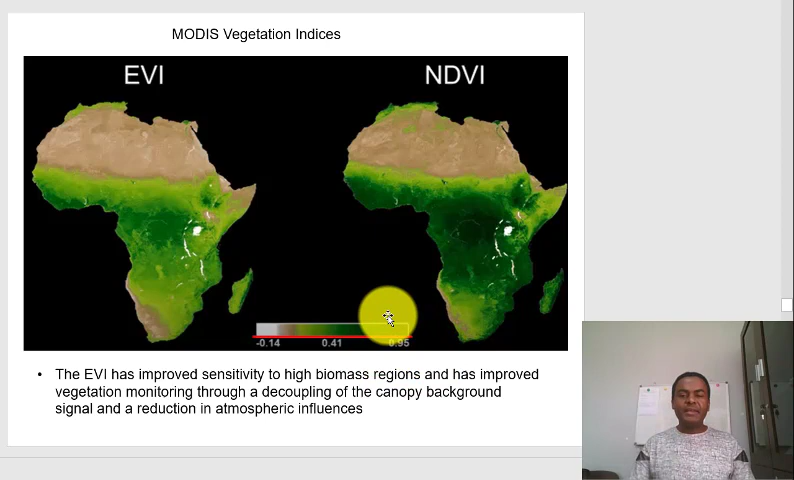 MODIS Vegetation Indices
EVI
NDVI
-0.14 0.41 0.95
• The EVI has improved sensitivity to high biomass regions and has improved
vegetation monitoring through a decoupling of the canopy background
signal and a reduction in atmospheric influences